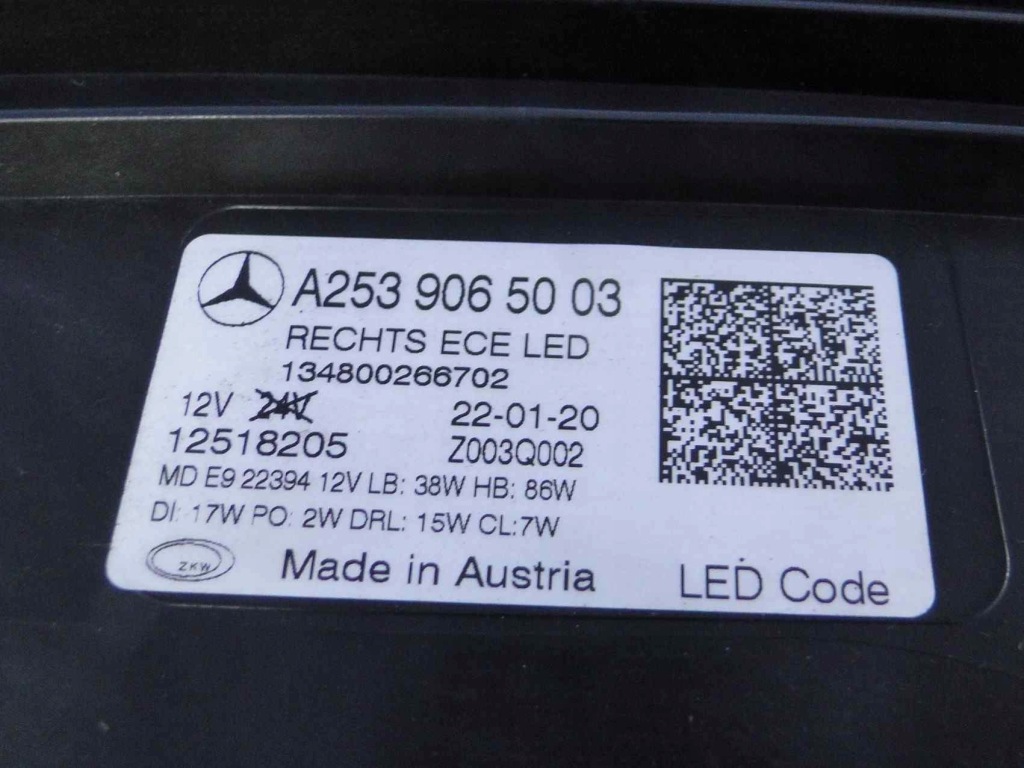 A253 906 50 03
RECHTS ECE LED
134800266702
12V 24V 22-01-20
12518205 Z003Q002
MD E9 22394 12V LB: 38W HB: 86W
DI: 17W PO: 2W DRL: 15W CL:7W
ZKW Made in Austria LED Code